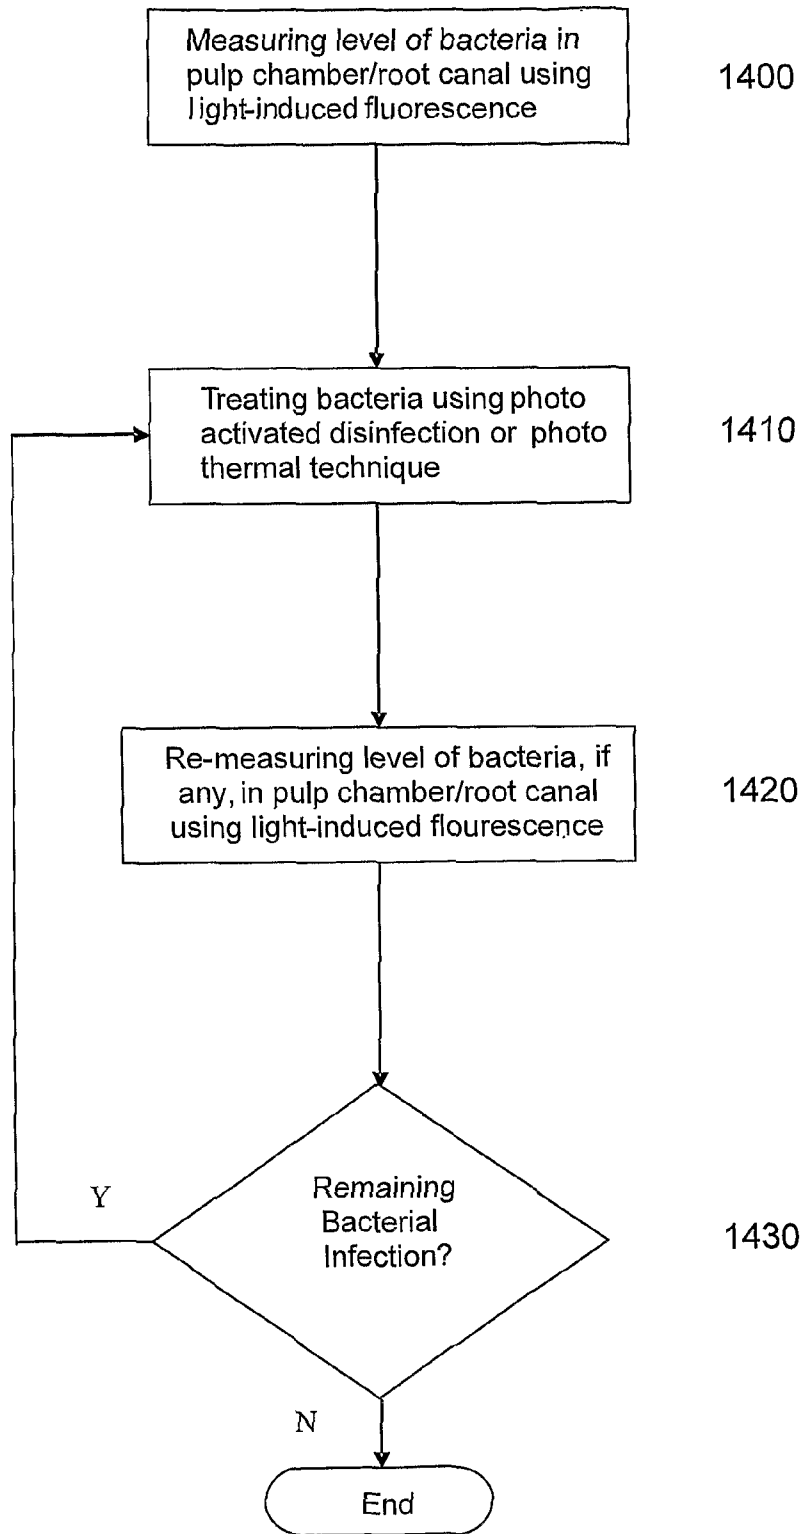 Measuring level of bacteria in
pulp chamber/root canal using
light-induced fluorescence
1400
Treating bacteria using photo
activated disinfection or photo
thermal technique
1410
Re-measuring level of bacteria, if
any, in pulp chamber/root canal
using light-induced flourescence
1420
Remaining
Bacterial
Infection?
1430
Y
N
End